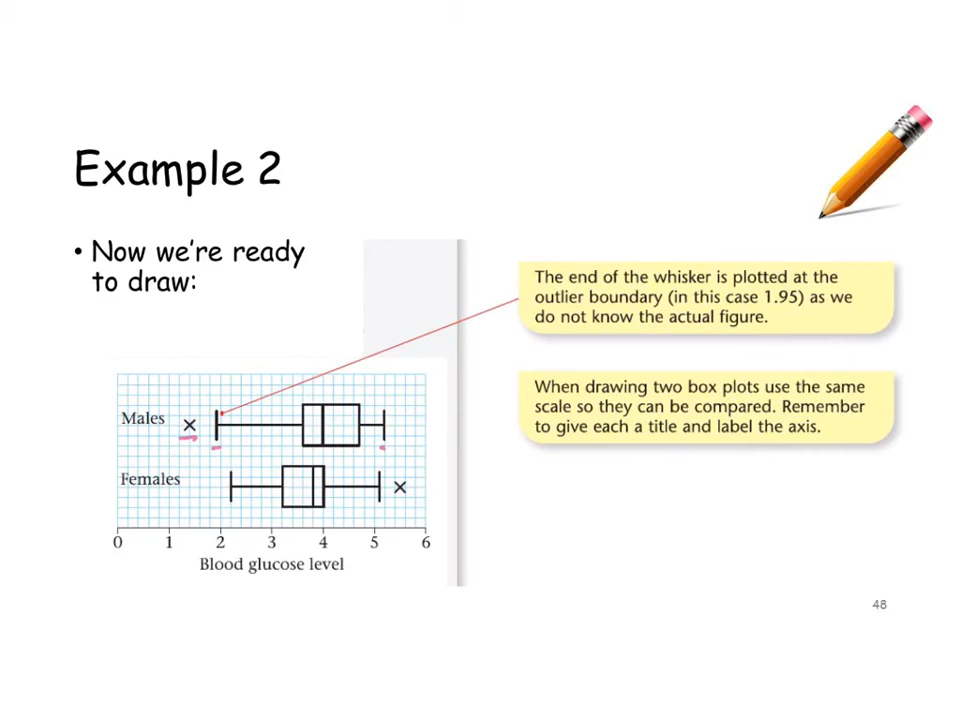 Example 2
• Now we're ready
to draw:
The end of the whisker is plotted at the
outlier boundary (in this case 1.95) as we
do not know the actual figure.
When drawing two box plots use the same
scale so they can be compared. Remember
to give each a title and label the axis.
Males
Females
0 1 2 3 4 5 6
Blood glucose level
48